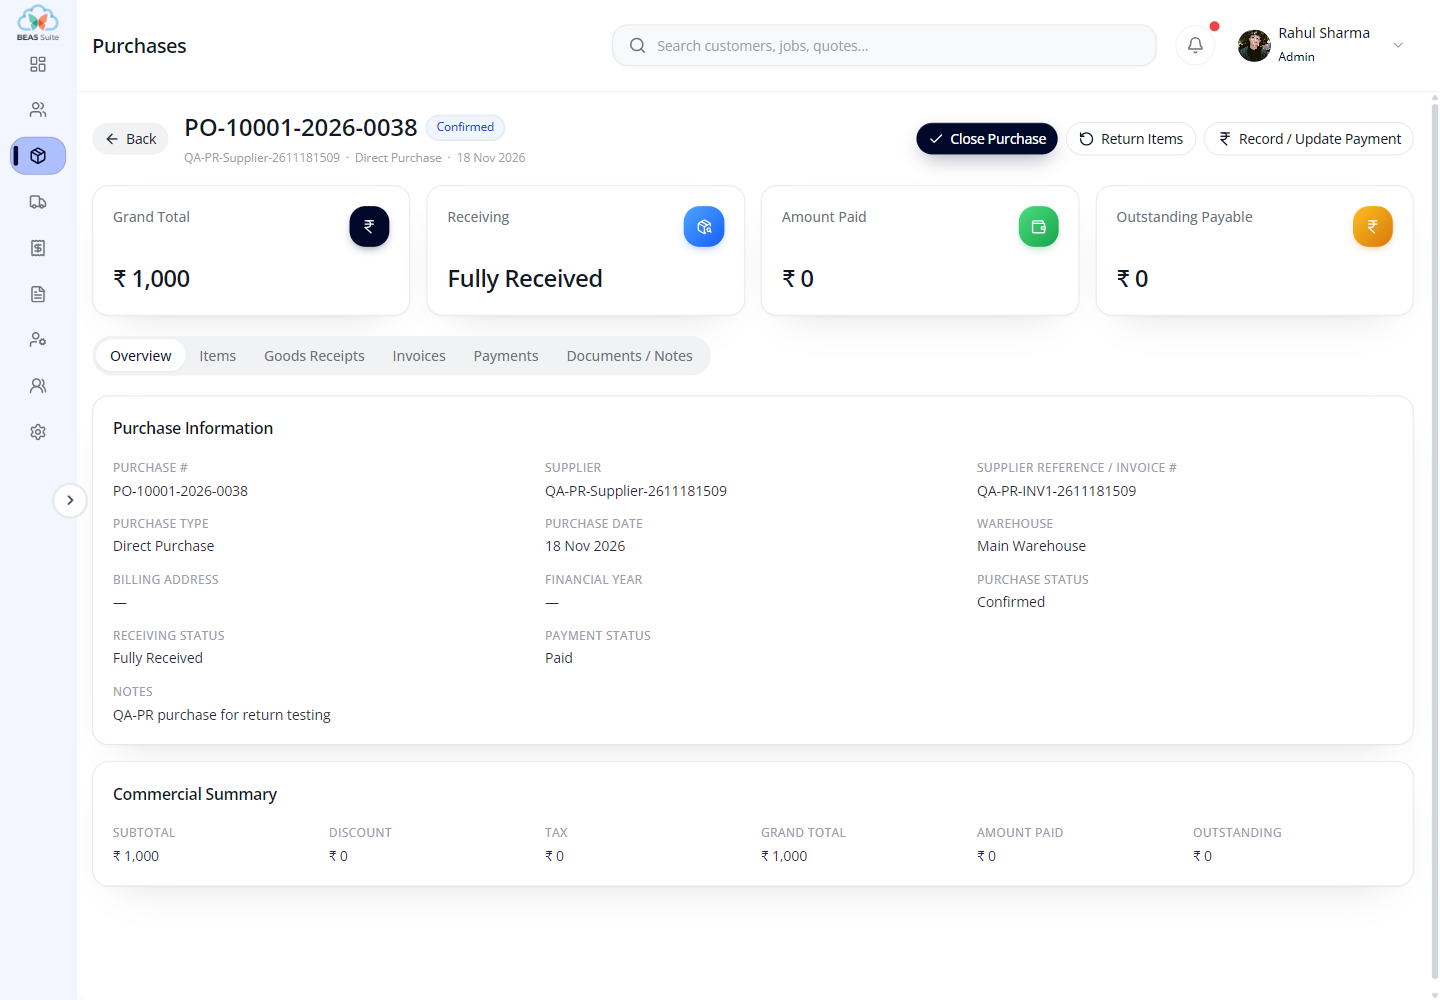 BEAS Suite
Purchases
Search customers, jobs, quotes...
Rahul Sharma
Admin
Back
PO-10001-2026-0038
Confirmed
QA-PR-Supplier-2611181509 · Direct Purchase · 18 Nov 2026
Close Purchase
Return Items
₹ Record / Update Payment
Grand Total
₹
₹ 1,000
Receiving
Fully Received
Amount Paid
₹ 0
Outstanding Payable
₹
₹ 0
Overview
Items
Goods Receipts
Invoices
Payments
Documents / Notes
Purchase Information
PURCHASE #
PO-10001-2026-0038
SUPPLIER
QA-PR-Supplier-2611181509
SUPPLIER REFERENCE / INVOICE #
QA-PR-INV1-2611181509
PURCHASE TYPE
Direct Purchase
PURCHASE DATE
18 Nov 2026
WAREHOUSE
Main Warehouse
BILLING ADDRESS
—
FINANCIAL YEAR
—
PURCHASE STATUS
Confirmed
RECEIVING STATUS
Fully Received
PAYMENT STATUS
Paid
NOTES
QA-PR purchase for return testing
Commercial Summary
SUBTOTAL
₹ 1,000
DISCOUNT
₹ 0
TAX
₹ 0
GRAND TOTAL
₹ 1,000
AMOUNT PAID
₹ 0
OUTSTANDING
₹ 0